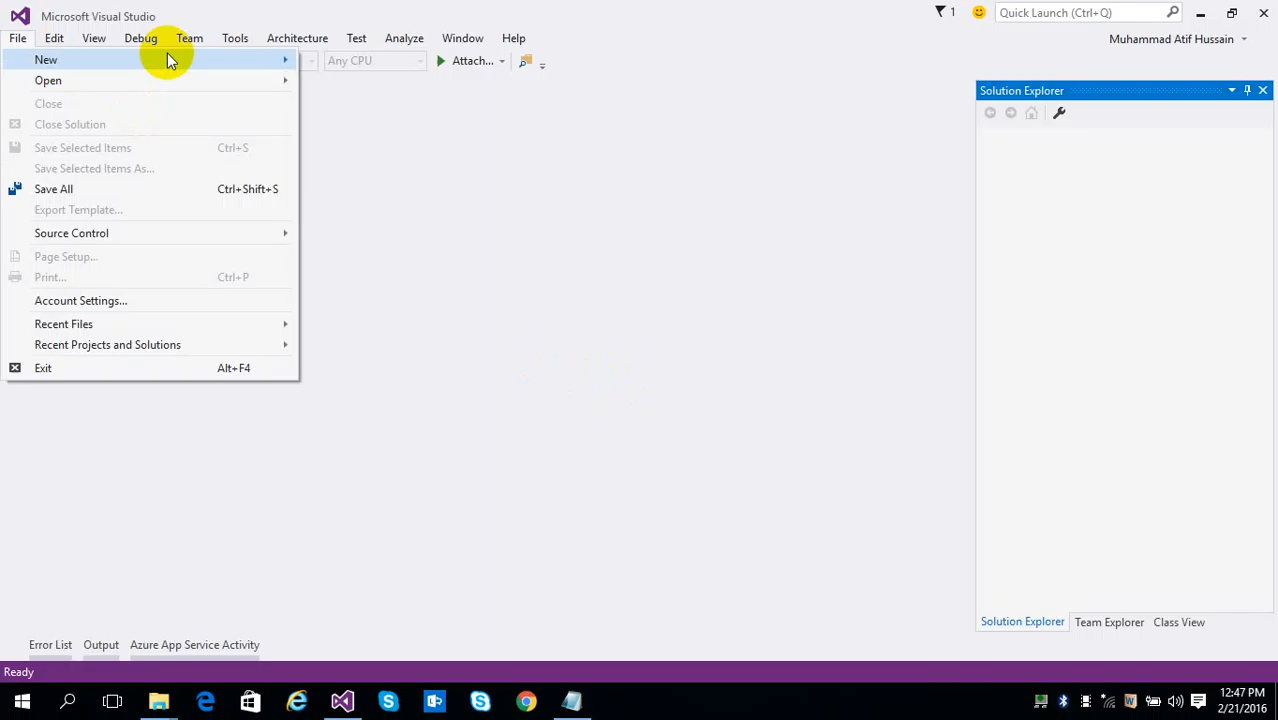 Microsoft Visual Studio
1
Quick Launch (Ctrl+Q)
File Edit View Debug Team Tools Architecture Test Analyze Window Help
Muhammad Atif Hussain
Any CPU Attach...
New
Open
Close
Close Solution
Save Selected Items Ctrl+S
Save Selected Items As...
Save All Ctrl+Shift+S
Export Template...
Source Control
Page Setup...
Print... Ctrl+P
Account Settings...
Recent Files
Recent Projects and Solutions
Exit Alt+F4
Solution Explorer
Solution Explorer Team Explorer Class View
Error List Output Azure App Service Activity
Ready
12:47 PM
2/21/2016